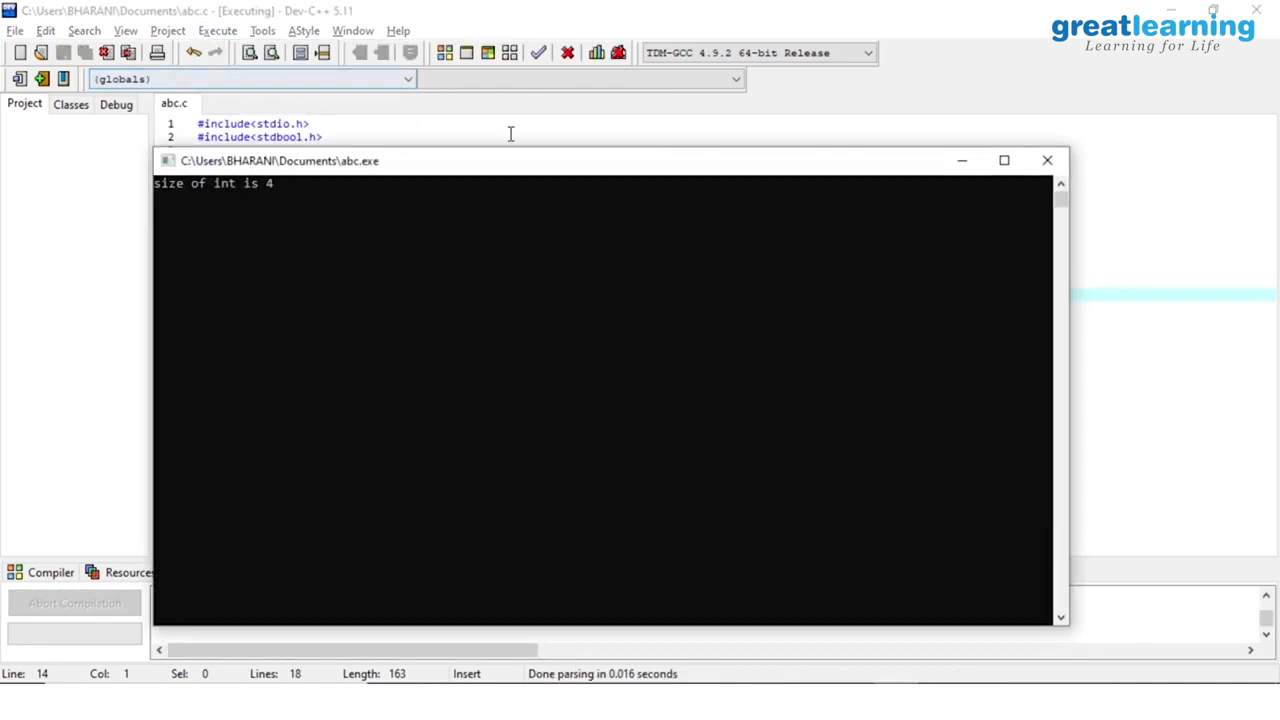 C:\Users\BHARANI\Documents\abc.c - [Executing] - Dev-C++ 5.11
greatlearning
Learning for Life
File Edit Search View Project Execute Tools AStyle Window Help
TDM-GCC 4.9.2 64-bit Release
(globals)
Project Classes Debug abc.c
1 #include<stdio.h>
2 #include<stdbool.h>
C:\Users\BHARANI\Documents\abc.exe
size of int is 4
Compiler Resources
Abort Compilation
Line: 14 Col: 1 Sel: 0 Lines: 18 Length: 163 Insert Done parsing in 0.016 seconds